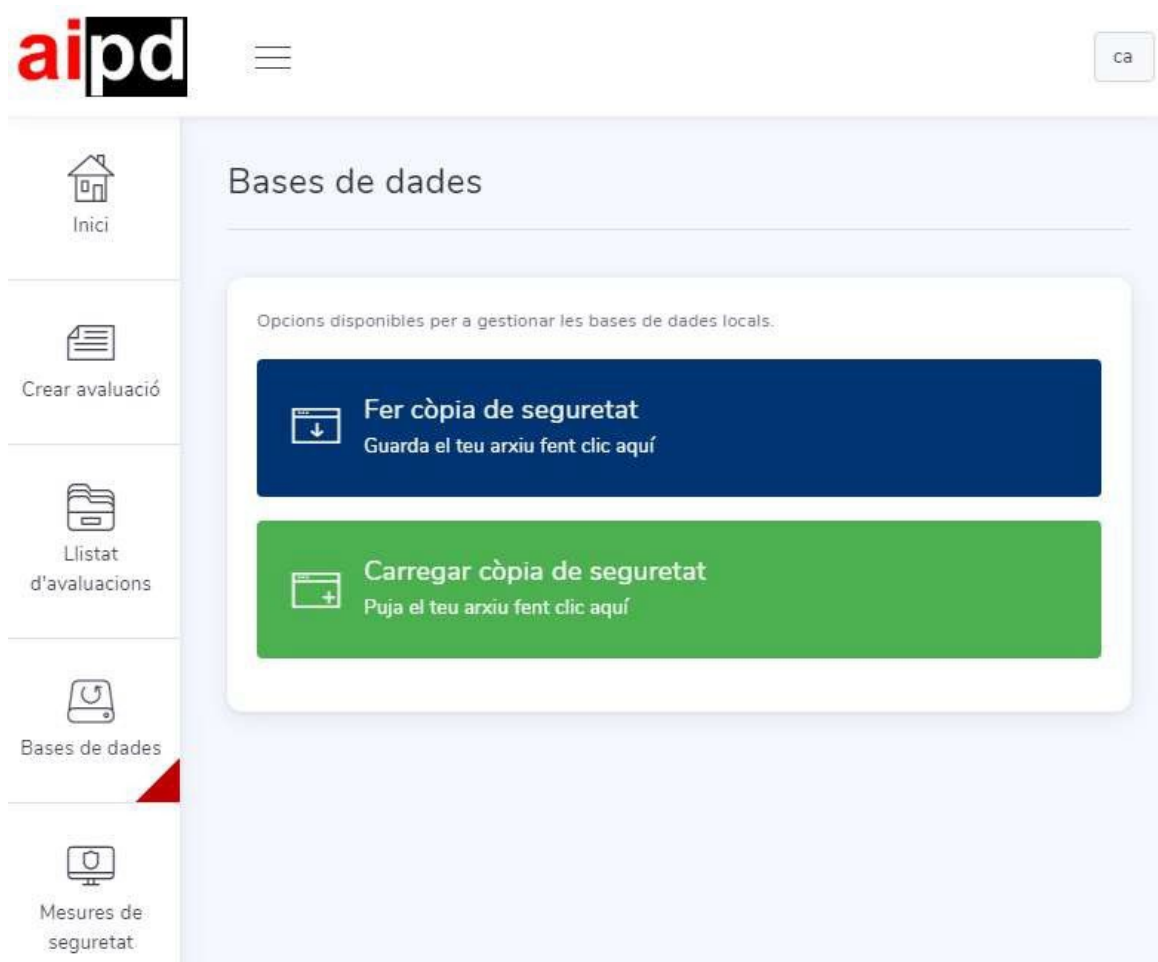 aipd
ca
Inici
Crear avaluació
Llistat
d'avaluacions
Bases de dades
Mesures de
seguretat
Bases de dades
Opcions disponibles per a gestionar les bases de dades locals.
Fer còpia de seguretat
Guarda el teu arxiu fent clic aquí
Carregar còpia de seguretat
Puja el teu arxiu fent clic aquí